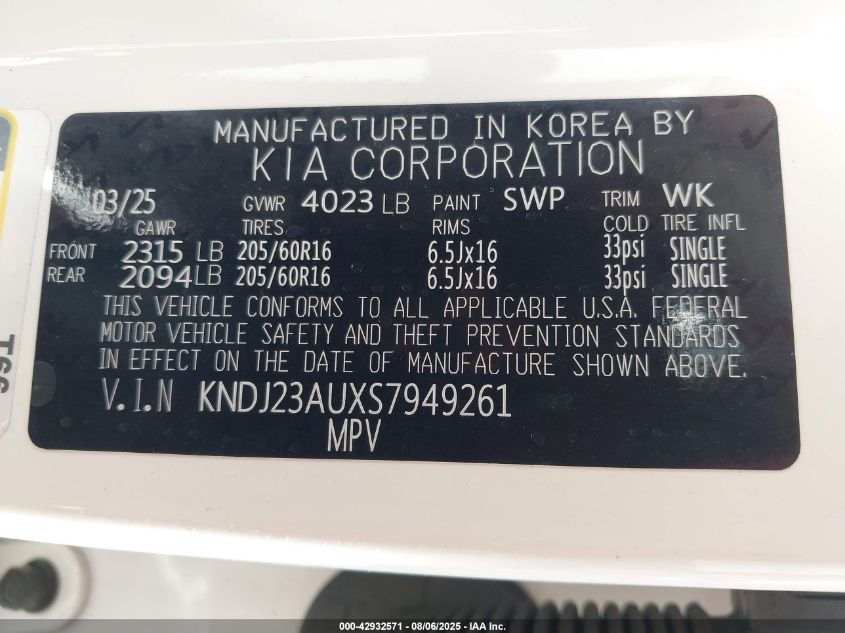 MANUFACTURED IN KOREA BY
KIA CORPORATION
03/25 GVWR 4023 LB PAINT SWP TRIM WK
GAWR TIRES RIMS COLD TIRE INFL
FRONT 2315 LB 205/60R16 6.5Jx16 33psi SINGLE
REAR 2094 LB 205/60R16 6.5Jx16 33psi SINGLE
THIS VEHICLE CONFORMS TO ALL APPLICABLE U.S.A. FEDERAL
MOTOR VEHICLE SAFETY AND THEFT PREVENTION STANDARDS
IN EFFECT ON THE DATE OF MANUFACTURE SHOWN ABOVE.
V.I.N KNDJ23AUXS7949261
MPV
000-42932571 - 08/06/2025 - IAA Inc.